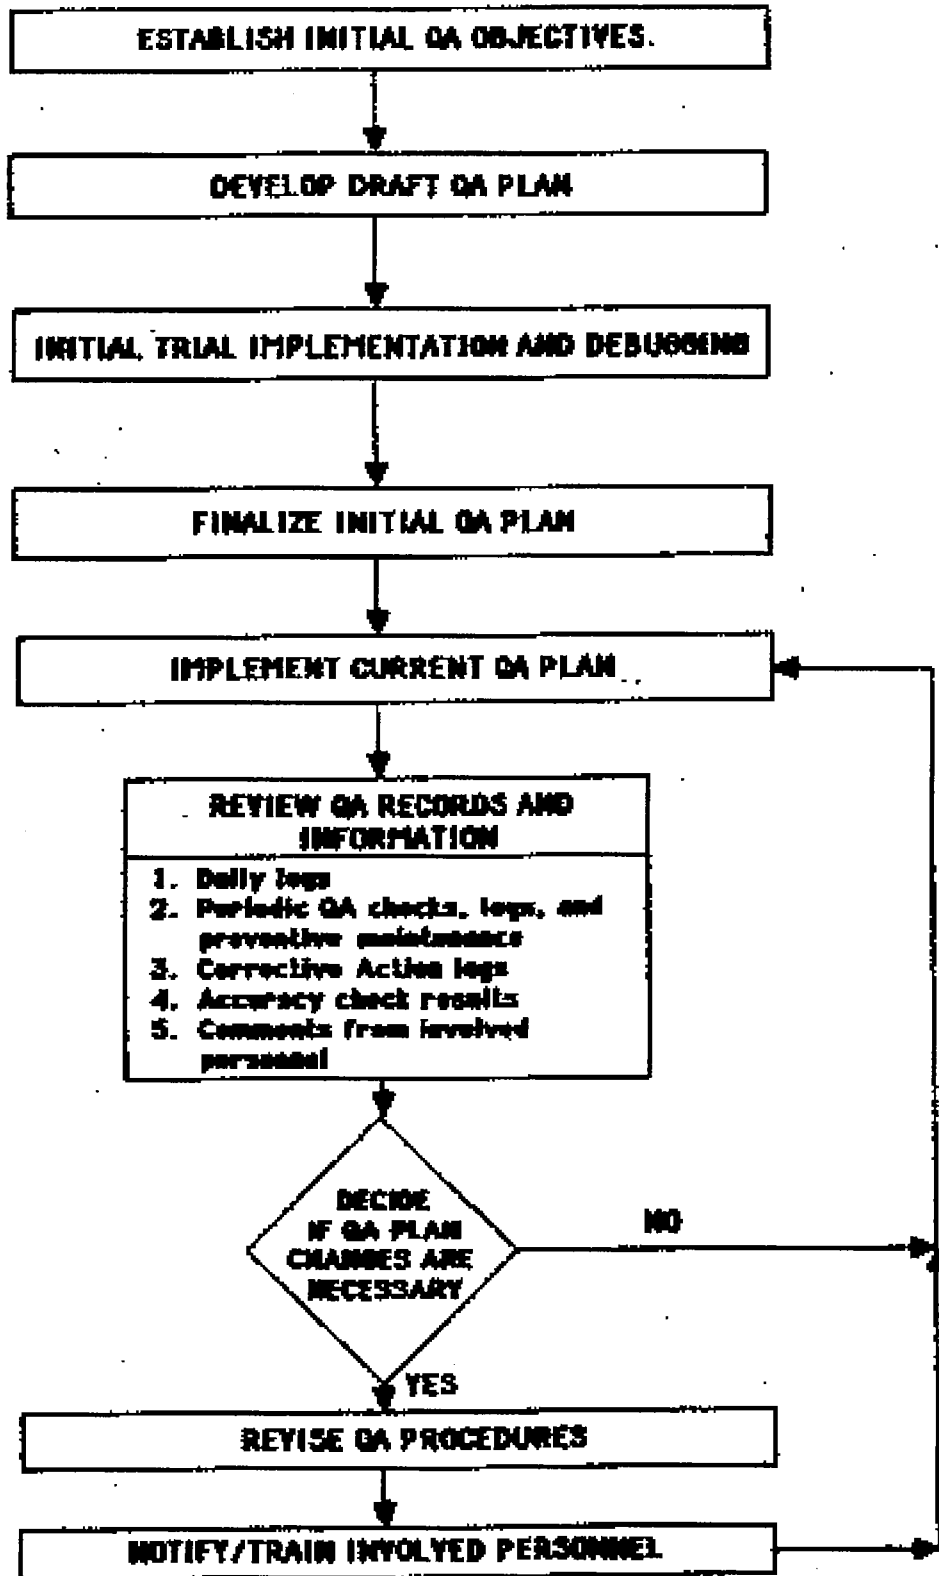 ESTABLISH INITIAL QA OBJECTIVES.
DEVELOP DRAFT QA PLAN
INITIAL TRIAL IMPLEMENTATION AND DEBUGGING
FINALIZE INITIAL QA PLAN
IMPLEMENT CURRENT QA PLAN
REVIEW QA RECORDS AND
INFORMATION
1. Daily logs
2. Periodic QA checks, logs, and
preventive maintenance
3. Corrective Action logs
4. Accuracy check results
5. Comments from involved
personnel
DECIDE
IF QA PLAN
CHANGES ARE
NECESSARY
NO
YES
REVISE QA PROCEDURES
NOTIFY/TRAIN INVOLVED PERSONNEL